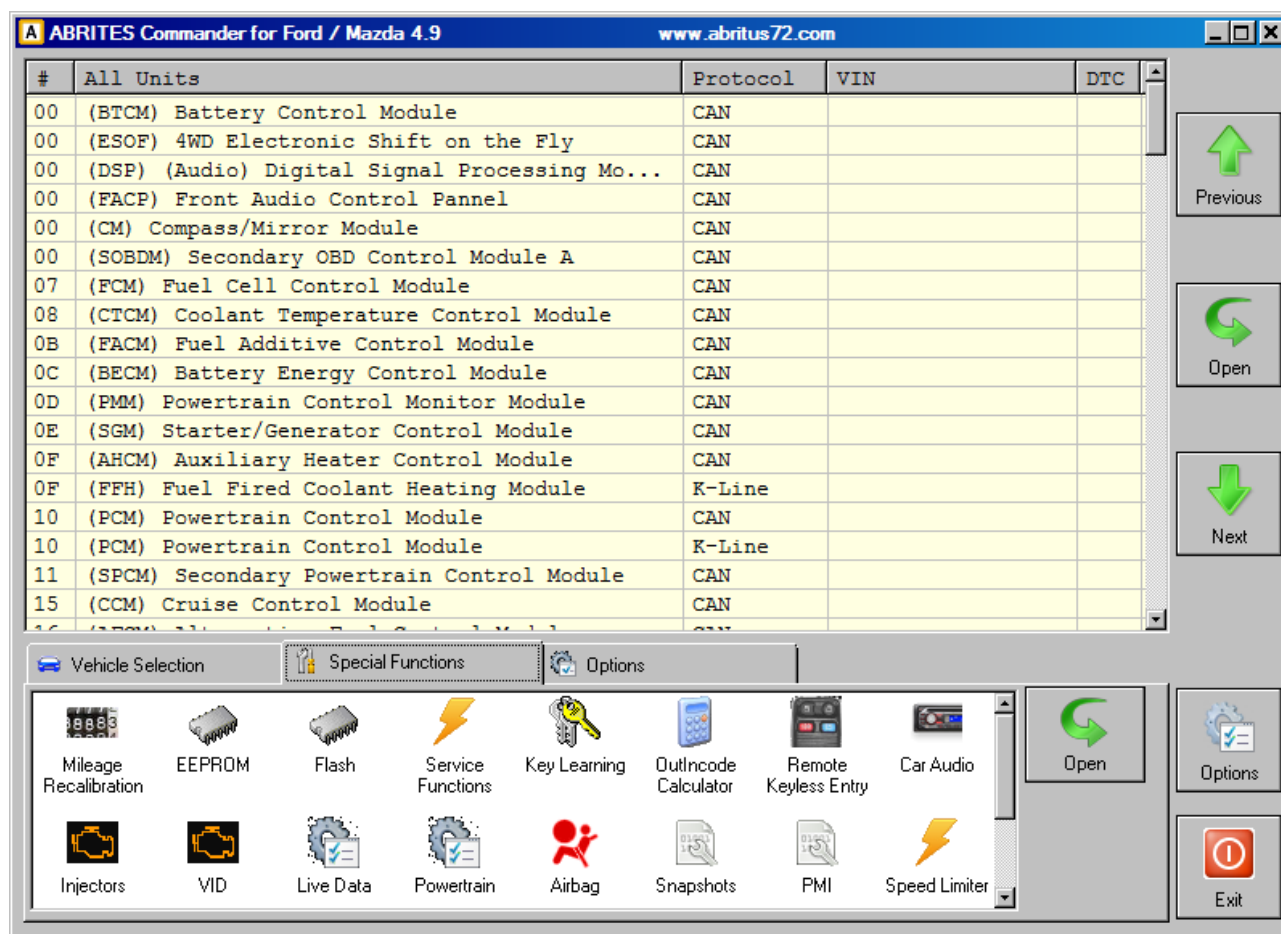 A ABRITES Commander for Ford / Mazda 4.9 www.abritus72.com
# All Units Protocol VIN DTC
00 (BTCM) Battery Control Module CAN
00 (ESOF) 4WD Electronic Shift on the Fly CAN
00 (DSP) (Audio) Digital Signal Processing Mo... CAN
00 (FACP) Front Audio Control Pannel CAN
00 (CM) Compass/Mirror Module CAN
00 (SOBDM) Secondary OBD Control Module A CAN
07 (FCM) Fuel Cell Control Module CAN
08 (CTCM) Coolant Temperature Control Module CAN
0B (FACM) Fuel Additive Control Module CAN
0C (BECM) Battery Energy Control Module CAN
0D (PMM) Powertrain Control Monitor Module CAN
0E (SGM) Starter/Generator Control Module CAN
0F (AHCM) Auxiliary Heater Control Module CAN
0F (FFH) Fuel Fired Coolant Heating Module K-Line
10 (PCM) Powertrain Control Module CAN
10 (PCM) Powertrain Control Module K-Line
11 (SPCM) Secondary Powertrain Control Module CAN
15 (CCM) Cruise Control Module CAN
Previous
Open
Next
Vehicle Selection Special Functions Options
Mileage Recalibration
EEPROM
Flash
Service Functions
Key Learning
OutIncode Calculator
Remote Keyless Entry
Car Audio
Injectors
VID
Live Data
Powertrain
Airbag
Snapshots
PMI
Speed Limiter
Open
Options
Exit